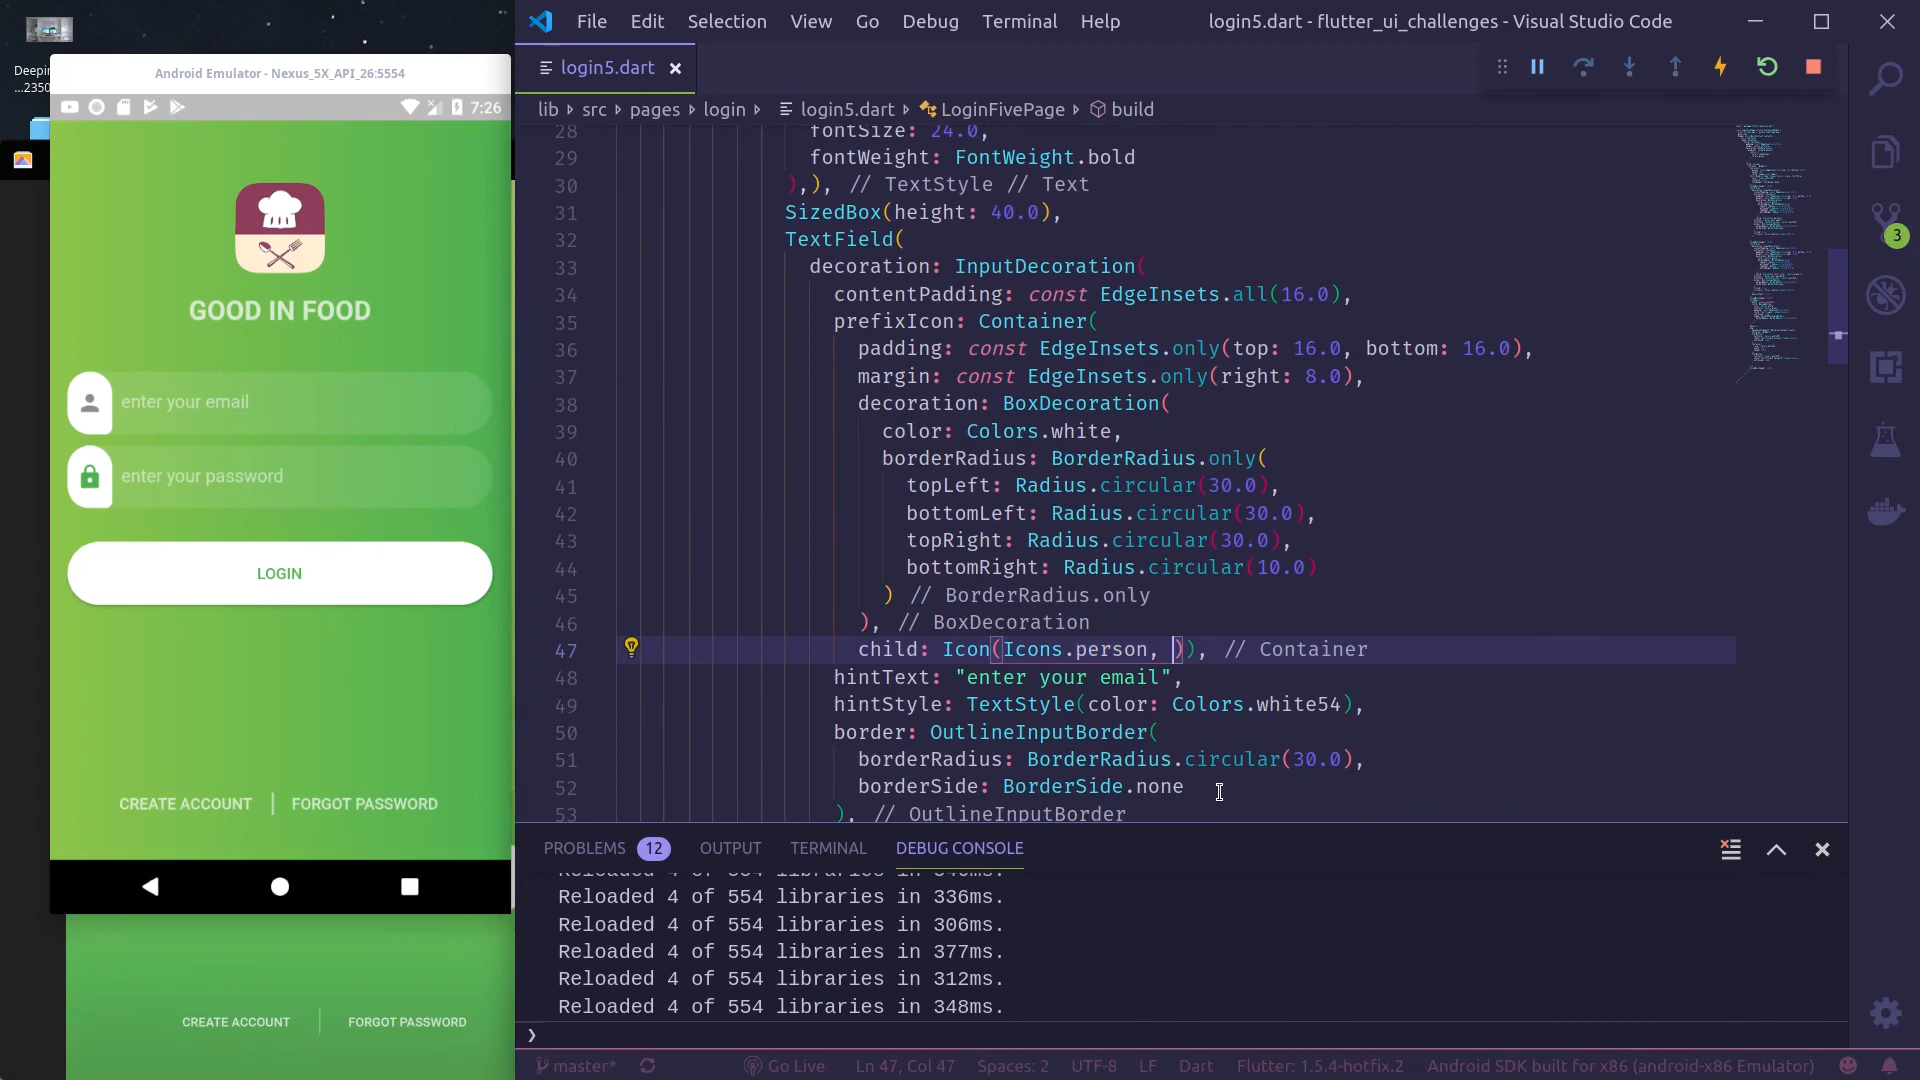 File Edit Selection View Go Debug Terminal Help login5.dart - flutter_ui_challenges - Visual Studio Code
...2350
Android Emulator - Nexus_5X_API_26:5554
7:26
GOOD IN FOOD
enter your email
enter your password
LOGIN
CREATE ACCOUNT | FORGOT PASSWORD
CREATE ACCOUNT FORGOT PASSWORD
login5.dart
lib src pages login login5.dart LoginFivePage build
28 fontSize: 24.0,
29 fontWeight: FontWeight.bold
30 ),), // TextStyle // Text
31 SizedBox(height: 40.0),
32 TextField(
33 decoration: InputDecoration(
34 contentPadding: const EdgeInsets.all(16.0),
35 prefixIcon: Container(
36 padding: const EdgeInsets.only(top: 16.0, bottom: 16.0),
37 margin: const EdgeInsets.only(right: 8.0),
38 decoration: BoxDecoration(
39 color: Colors.white,
40 borderRadius: BorderRadius.only(
41 topLeft: Radius.circular(30.0),
42 bottomLeft: Radius.circular(30.0),
43 topRight: Radius.circular(30.0),
44 bottomRight: Radius.circular(10.0)
45 ) // BorderRadius.only
46 ), // BoxDecoration
47 child: Icon(Icons.person, )), // Container
48 hintText: "enter your email",
49 hintStyle: TextStyle(color: Colors.white54),
50 border: OutlineInputBorder(
51 borderRadius: BorderRadius.circular(30.0),
52 borderSide: BorderSide.none
53 ), // OutlineInputBorder
3
PROBLEMS 12 OUTPUT TERMINAL DEBUG CONSOLE
Reloaded 4 of 554 libraries in 336ms.
Reloaded 4 of 554 libraries in 306ms.
Reloaded 4 of 554 libraries in 377ms.
Reloaded 4 of 554 libraries in 312ms.
Reloaded 4 of 554 libraries in 348ms.
master* Go Live Ln 47, Col 47 Spaces: 2 UTF-8 LF Dart Flutter: 1.5.4-hotfix.2 Android SDK built for x86 (android-x86 Emulator)